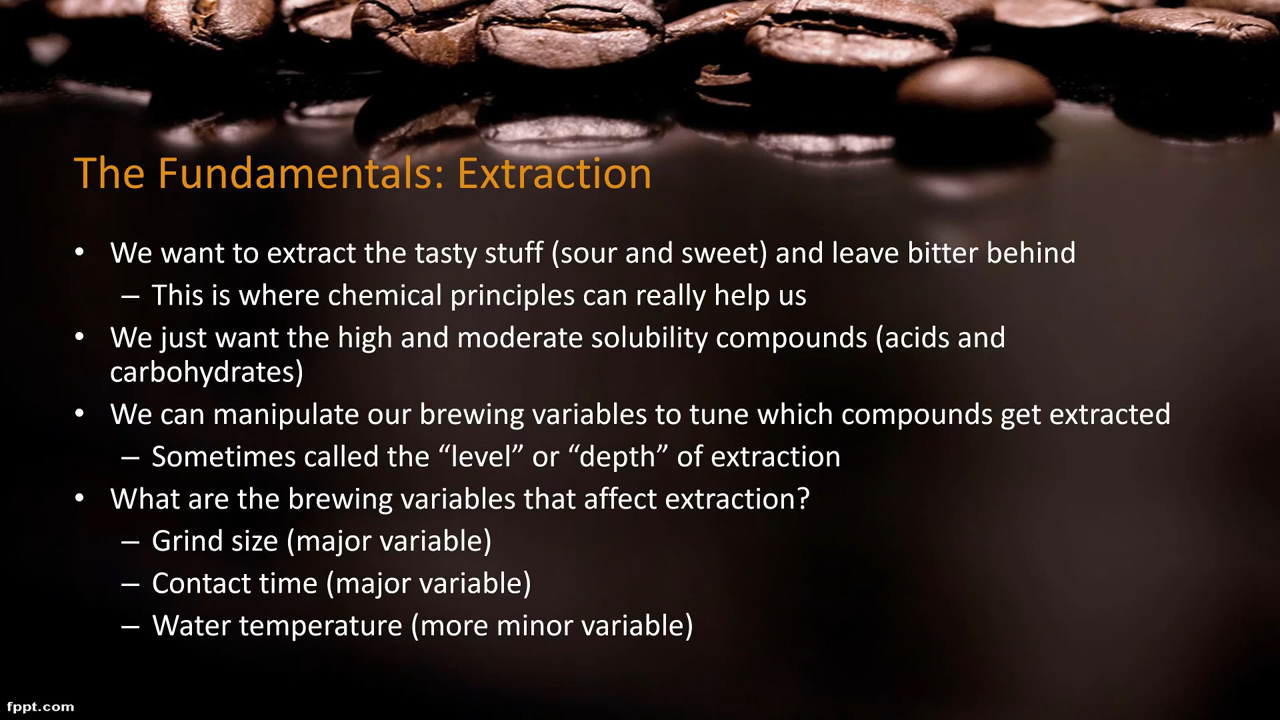 The Fundamentals: Extraction
• We want to extract the tasty stuff (sour and sweet) and leave bitter behind
– This is where chemical principles can really help us
• We just want the high and moderate solubility compounds (acids and
carbohydrates)
• We can manipulate our brewing variables to tune which compounds get extracted
– Sometimes called the “level” or “depth” of extraction
• What are the brewing variables that affect extraction?
– Grind size (major variable)
– Contact time (major variable)
– Water temperature (more minor variable)
fppt.com